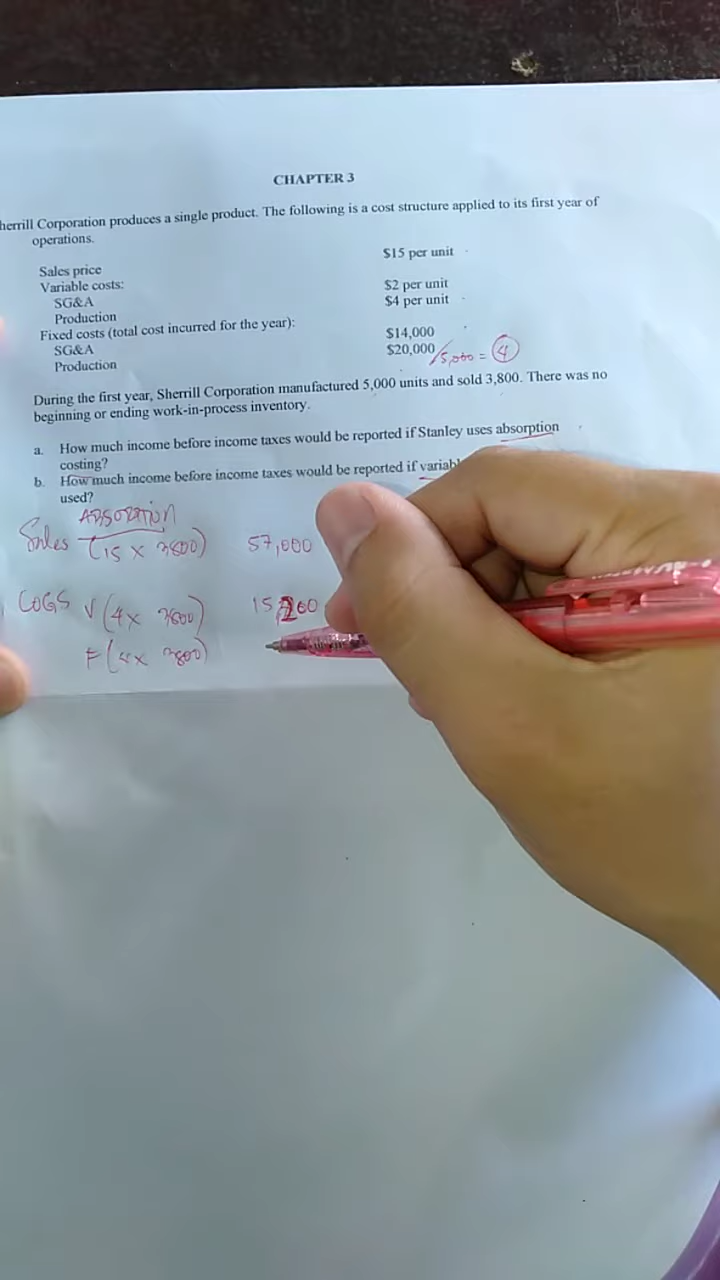 CHAPTER 3
herrill Corporation produces a single product. The following is a cost structure applied to its first year of
operations.
Sales price $15 per unit
Variable costs:
SG&A $2 per unit
Production $4 per unit
Fixed costs (total cost incurred for the year):
SG&A $14,000
Production $20,000 /5,000 = 4
During the first year, Sherrill Corporation manufactured 5,000 units and sold 3,800. There was no
beginning or ending work-in-process inventory.
a. How much income before income taxes would be reported if Stanley uses absorption
costing?
b. How much income before income taxes would be reported if variabl
used?
ABSORPTION
Sales (15 x 3800) 57,000
COGS V (4x 3800) 15,200
F (4x 3800)